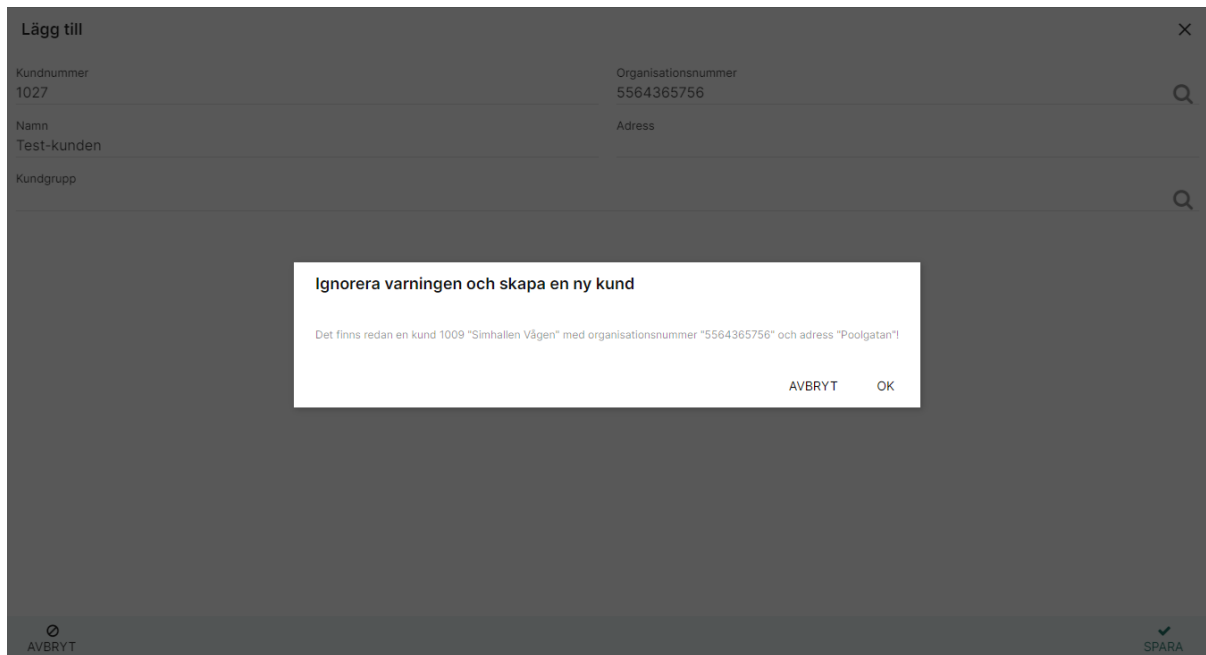 Lägg till
Kundnummer
1027
Organisationsnummer
5564365756
Namn
Test-kunden
Adress
Kundgrupp
Ignorera varningen och skapa en ny kund
Det finns redan en kund 1009 "Simhallen Vågen" med organisationsnummer "5564365756" och adress "Poolgatan"!
AVBRYT
OK
AVBRYT
SPARA